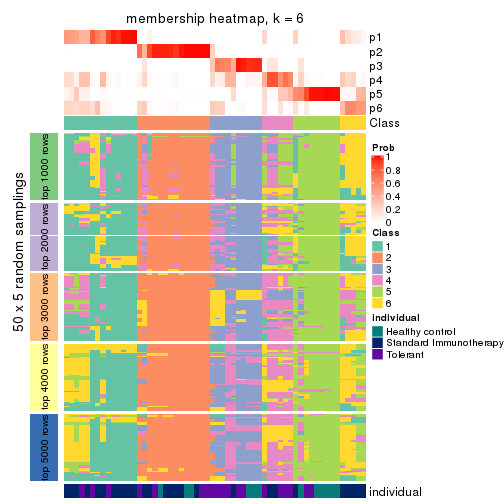 membership heatmap, k = 6
p1
p2
p3
p4
p5
p6
Class
50 x 5 random samplings
top 1000 rows
top 2000 rows
top 3000 rows
top 4000 rows
top 5000 rows
Prob
1
0.8
0.6
0.4
0.2
0
Class
1
2
3
4
5
6
individual
Healthy control
Standard Immunotherapy
Tolerant
individual